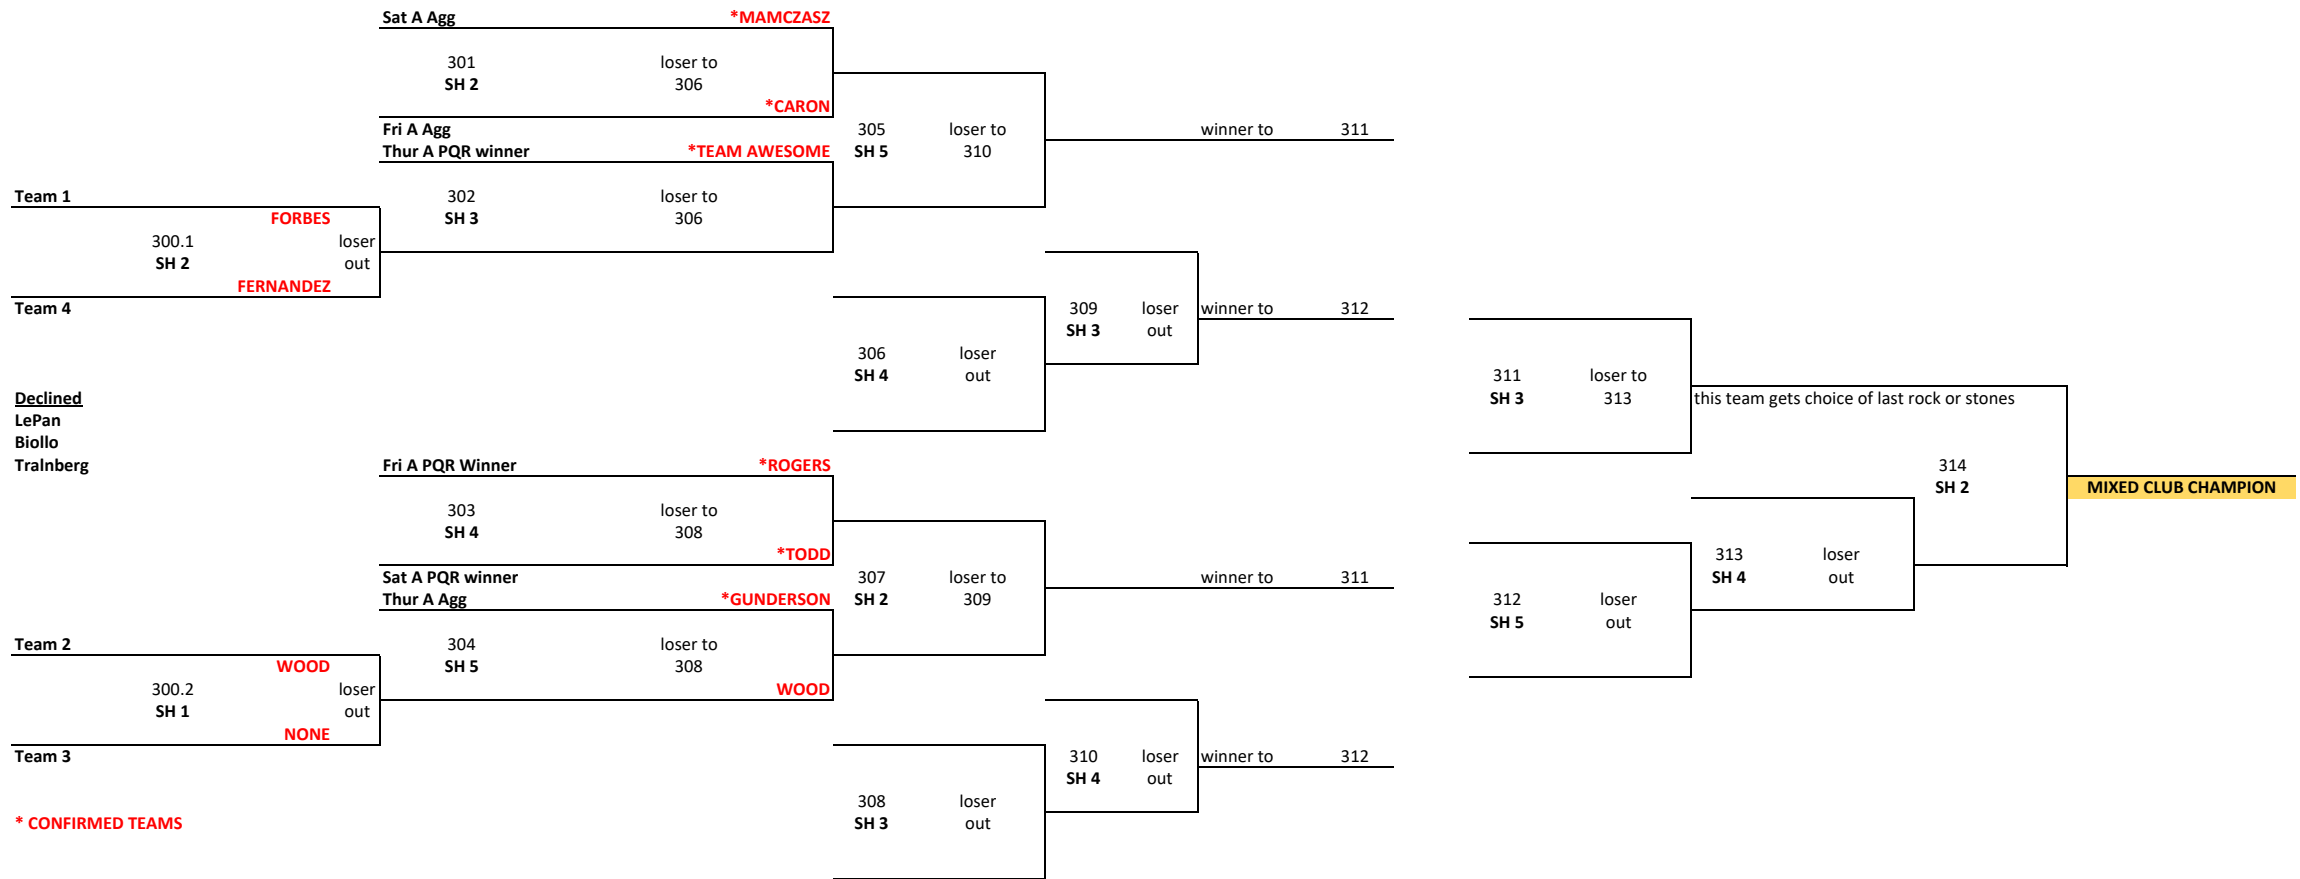 Sat A Agg *MAMCZASZ
301 loser to
SH 2 306
*CARON
Fri A Agg 305 loser to winner to 311
Thur A PQR winner *TEAM AWESOME SH 5 310
Team 1 302 loser to
FORBES SH 3 306
300.1 loser
SH 2 out
FERNANDEZ
Team 4 309 loser winner to 312
SH 3 out
306 loser
SH 4 out 311 loser to
Declined SH 3 313 this team gets choice of last rock or stones
LePan
Biollo
Tralnberg Fri A PQR Winner *ROGERS 314
SH 2 MIXED CLUB CHAMPION
303 loser to
SH 4 308
*TODD 313 loser
Sat A PQR winner 307 loser to winner to 311 SH 4 out
Thur A Agg *GUNDERSON SH 2 309 312 loser
SH 5 out
Team 2 304 loser to
WOOD SH 5 308
300.2 loser WOOD
SH 1 out
NONE
Team 3 310 loser winner to 312
SH 4 out
308 loser
* CONFIRMED TEAMS SH 3 out